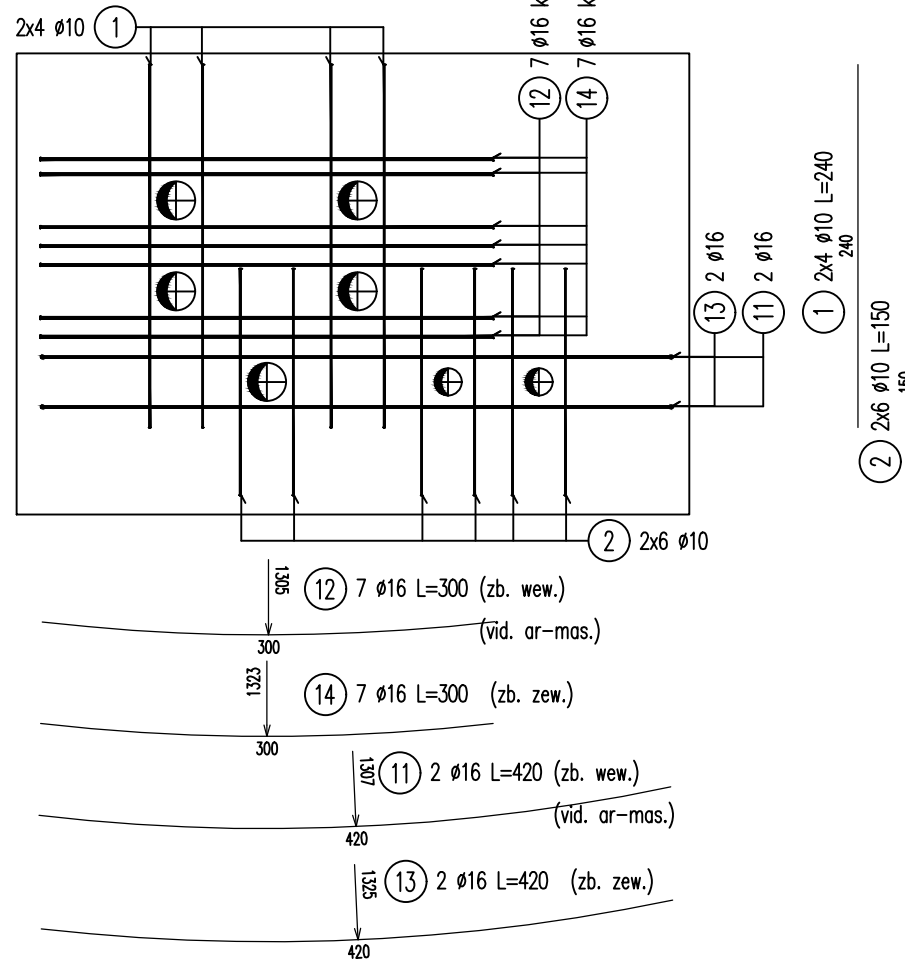 2x4 ø10 1
12 7 ø16 k
14 7 ø16 k
13 2 ø16
11 2 ø16
1 2x4 ø10 L=240
240
2 2x6 ø10 L=150
150
2 2x6 ø10
1305
12 7 ø16 L=300 (zb. wew.)
(vid. ar-mas.)
300
1323
14 7 ø16 L=300 (zb. zew.)
300
1307
11 2 ø16 L=420 (zb. wew.)
(vid. ar-mas.)
420
1325
13 2 ø16 L=420 (zb. zew.)
420